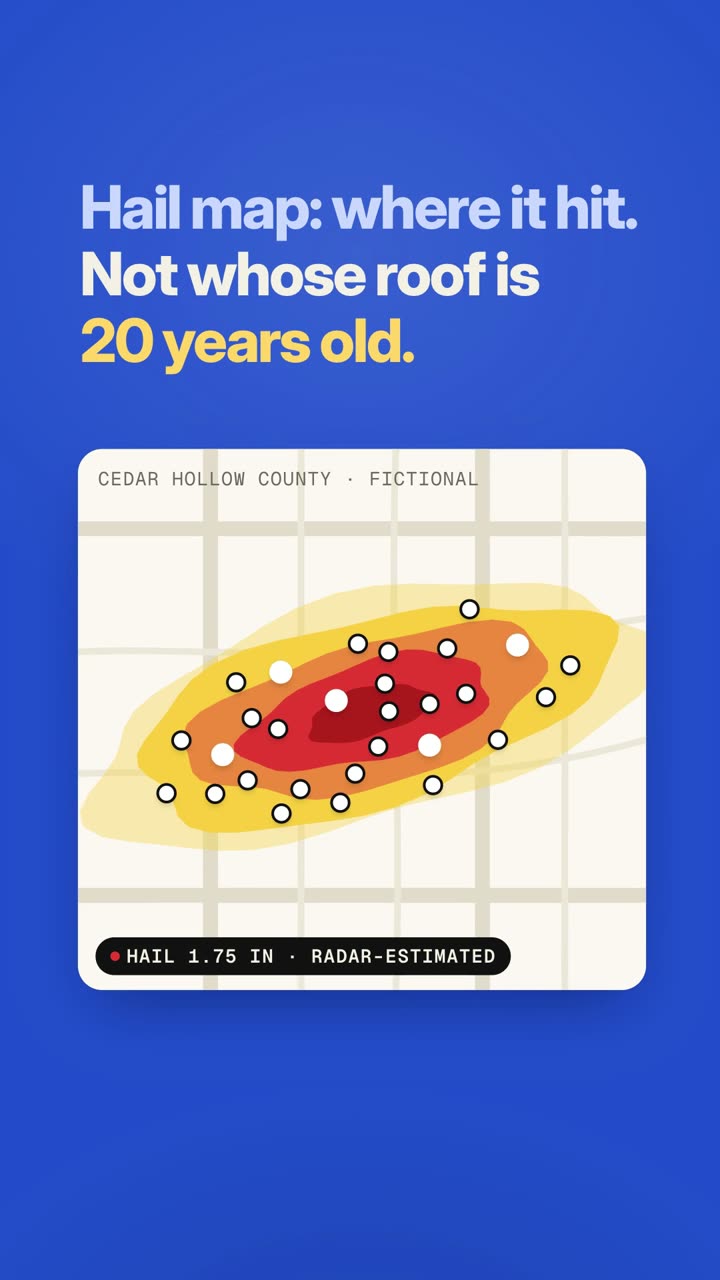 Hail map: where it hit.
Not whose roof is
20 years old.
CEDAR HOLLOW COUNTY · FICTIONAL
HAIL 1.75 IN · RADAR-ESTIMATED